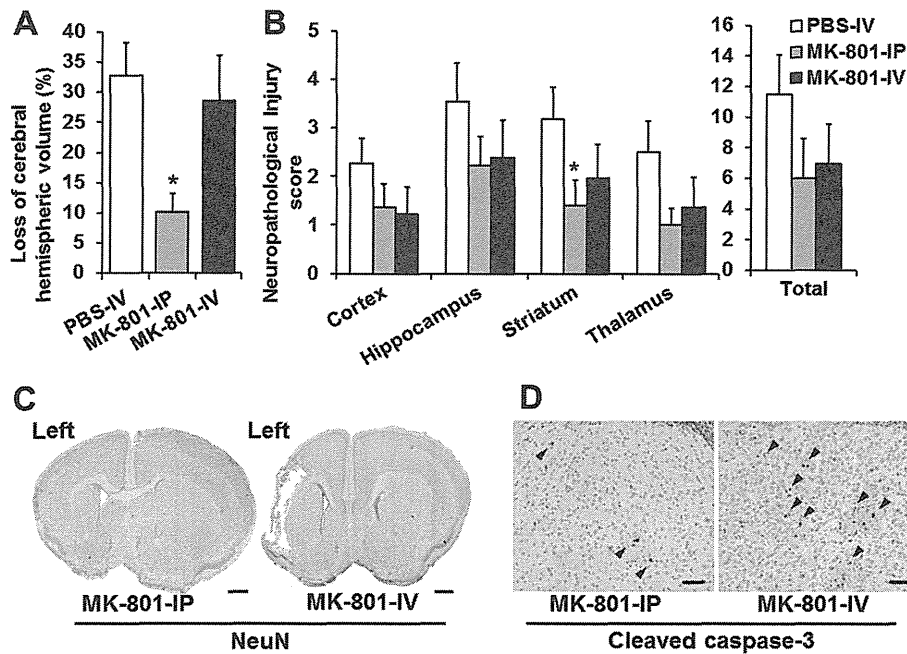 A
Loss of cerebral
hemispheric volume (%)
40
35
30
25
20
15
10
5
0
*
PBS-IV
MK-801-IP
MK-801-IV
B
Neuropathological Injury
score
5
4
3
2
1
0
*
Cortex
Hippocampus
Striatum
Thalamus
16
14
12
10
8
6
4
2
0
Total
PBS-IV
MK-801-IP
MK-801-IV
C
Left
Left
MK-801-IP
MK-801-IV
NeuN
D
MK-801-IP
MK-801-IV
Cleaved caspase-3